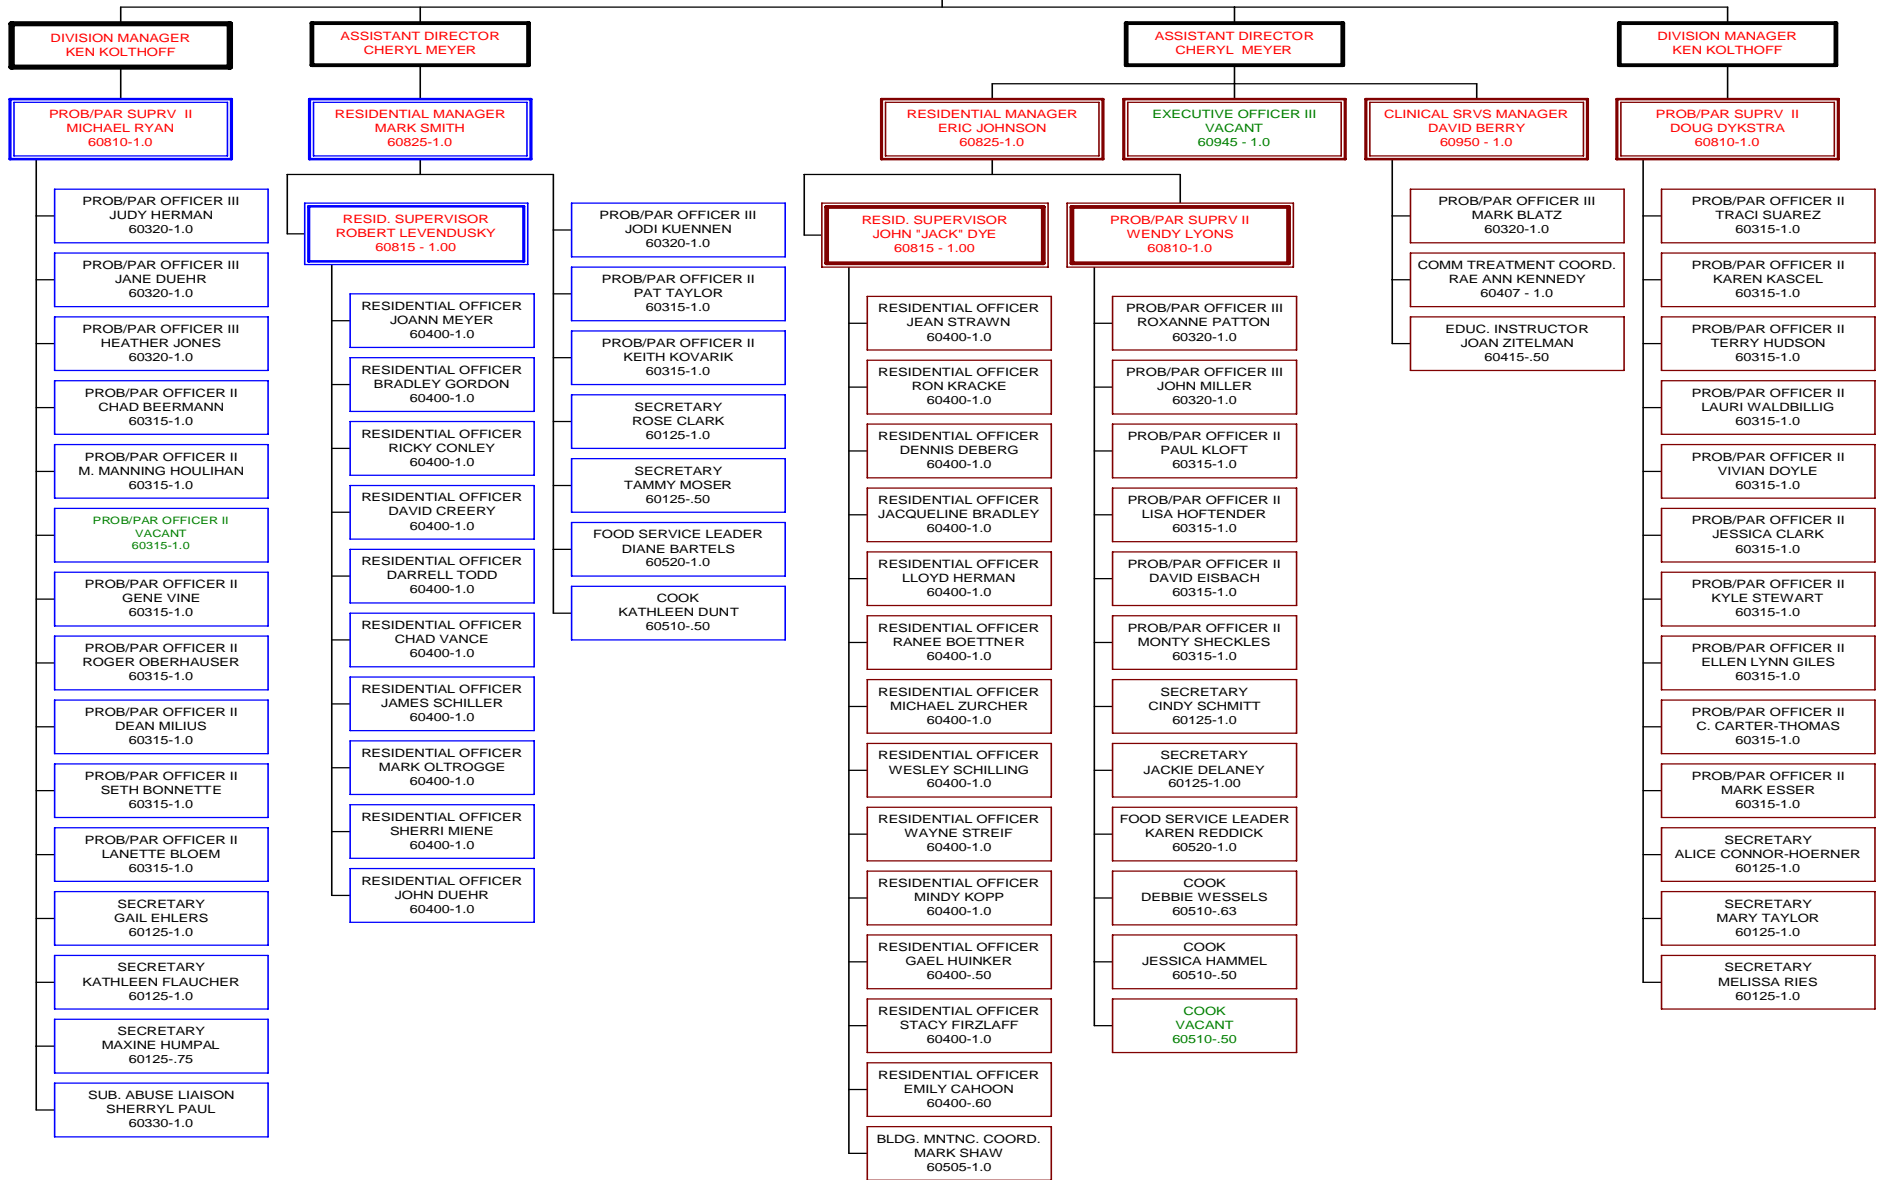 DIVISION MANAGER
KEN KOLTHOFF
ASSISTANT DIRECTOR
CHERYL MEYER
ASSISTANT DIRECTOR
CHERYL MEYER
DIVISION MANAGER
KEN KOLTHOFF
PROB/PAR SUPRV II
MICHAEL RYAN
60810-1.0
RESIDENTIAL MANAGER
MARK SMITH
60825-1.0
RESIDENTIAL MANAGER
ERIC JOHNSON
60825-1.0
EXECUTIVE OFFICER III
VACANT
60945 - 1.0
CLINICAL SRVS MANAGER
DAVID BERRY
60950 - 1.0
PROB/PAR SUPRV II
DOUG DYKSTRA
60810-1.0
PROB/PAR OFFICER III
JUDY HERMAN
60320-1.0
PROB/PAR OFFICER III
JANE DUEHR
60320-1.0
PROB/PAR OFFICER III
HEATHER JONES
60320-1.0
PROB/PAR OFFICER II
CHAD BEERMANN
60315-1.0
PROB/PAR OFFICER II
M. MANNING HOULIHAN
60315-1.0
PROB/PAR OFFICER II
VACANT
60315-1.0
PROB/PAR OFFICER II
GENE VINE
60315-1.0
PROB/PAR OFFICER II
ROGER OBERHAUSER
60315-1.0
PROB/PAR OFFICER II
DEAN MILIUS
60315-1.0
PROB/PAR OFFICER II
SETH BONNETTE
60315-1.0
PROB/PAR OFFICER II
LANETTE BLOEM
60315-1.0
SECRETARY
GAIL EHLERS
60125-1.0
SECRETARY
KATHLEEN FLAUCHER
60125-1.0
SECRETARY
MAXINE HUMPAL
60125-.75
SUB. ABUSE LIAISON
SHERRYL PAUL
60330-1.0
RESID. SUPERVISOR
ROBERT LEVENDUSKY
60815 - 1.00
RESIDENTIAL OFFICER
JOANN MEYER
60400-1.0
RESIDENTIAL OFFICER
BRADLEY GORDON
60400-1.0
RESIDENTIAL OFFICER
RICKY CONLEY
60400-1.0
RESIDENTIAL OFFICER
DAVID CREERY
60400-1.0
RESIDENTIAL OFFICER
DARRELL TODD
60400-1.0
RESIDENTIAL OFFICER
CHAD VANCE
60400-1.0
RESIDENTIAL OFFICER
JAMES SCHILLER
60400-1.0
RESIDENTIAL OFFICER
MARK OLTROGGE
60400-1.0
RESIDENTIAL OFFICER
SHERRI MIENE
60400-1.0
RESIDENTIAL OFFICER
JOHN DUEHR
60400-1.0
PROB/PAR OFFICER III
JODI KUENNEN
60320-1.0
PROB/PAR OFFICER II
PAT TAYLOR
60315-1.0
PROB/PAR OFFICER II
KEITH KOVARIK
60315-1.0
SECRETARY
ROSE CLARK
60125-1.0
SECRETARY
TAMMY MOSER
60125-.50
FOOD SERVICE LEADER
DIANE BARTELS
60520-1.0
COOK
KATHLEEN DUNT
60510-.50
RESID. SUPERVISOR
JOHN "JACK" DYE
60815 - 1.00
RESIDENTIAL OFFICER
JEAN STRAWN
60400-1.0
RESIDENTIAL OFFICER
RON KRACKE
60400-1.0
RESIDENTIAL OFFICER
DENNIS DEBERG
60400-1.0
RESIDENTIAL OFFICER
JACQUELINE BRADLEY
60400-1.0
RESIDENTIAL OFFICER
LLOYD HERMAN
60400-1.0
RESIDENTIAL OFFICER
RANEE BOETTNER
60400-1.0
RESIDENTIAL OFFICER
MICHAEL ZURCHER
60400-1.0
RESIDENTIAL OFFICER
WESLEY SCHILLING
60400-1.0
RESIDENTIAL OFFICER
WAYNE STREIF
60400-1.0
RESIDENTIAL OFFICER
MINDY KOPP
60400-1.0
RESIDENTIAL OFFICER
GAEL HUINKER
60400-.50
RESIDENTIAL OFFICER
STACY FIRZLAFF
60400-1.0
RESIDENTIAL OFFICER
EMILY CAHOON
60400-.60
BLDG. MNTNC. COORD.
MARK SHAW
60505-1.0
PROB/PAR SUPRV II
WENDY LYONS
60810-1.0
PROB/PAR OFFICER III
ROXANNE PATTON
60320-1.0
PROB/PAR OFFICER III
JOHN MILLER
60320-1.0
PROB/PAR OFFICER II
PAUL KLOFT
60315-1.0
PROB/PAR OFFICER II
LISA HOFTENDER
60315-1.0
PROB/PAR OFFICER II
DAVID EISBACH
60315-1.0
PROB/PAR OFFICER II
MONTY SHECKLES
60315-1.0
SECRETARY
CINDY SCHMITT
60125-1.0
SECRETARY
JACKIE DELANEY
60125-1.00
FOOD SERVICE LEADER
KAREN REDDICK
60520-1.0
COOK
DEBBIE WESSELS
60510-.63
COOK
JESSICA HAMMEL
60510-.50
COOK
VACANT
60510-.50
PROB/PAR OFFICER III
MARK BLATZ
60320-1.0
COMM TREATMENT COORD.
RAE ANN KENNEDY
60407 - 1.0
EDUC. INSTRUCTOR
JOAN ZITELMAN
60415-.50
PROB/PAR OFFICER II
TRACI SUAREZ
60315-1.0
PROB/PAR OFFICER II
KAREN KASCEL
60315-1.0
PROB/PAR OFFICER II
TERRY HUDSON
60315-1.0
PROB/PAR OFFICER II
LAURI WALDBILLIG
60315-1.0
PROB/PAR OFFICER II
VIVIAN DOYLE
60315-1.0
PROB/PAR OFFICER II
JESSICA CLARK
60315-1.0
PROB/PAR OFFICER II
KYLE STEWART
60315-1.0
PROB/PAR OFFICER II
ELLEN LYNN GILES
60315-1.0
PROB/PAR OFFICER II
C. CARTER-THOMAS
60315-1.0
PROB/PAR OFFICER II
MARK ESSER
60315-1.0
SECRETARY
ALICE CONNOR-HOERNER
60125-1.0
SECRETARY
MARY TAYLOR
60125-1.0
SECRETARY
MELISSA RIES
60125-1.0